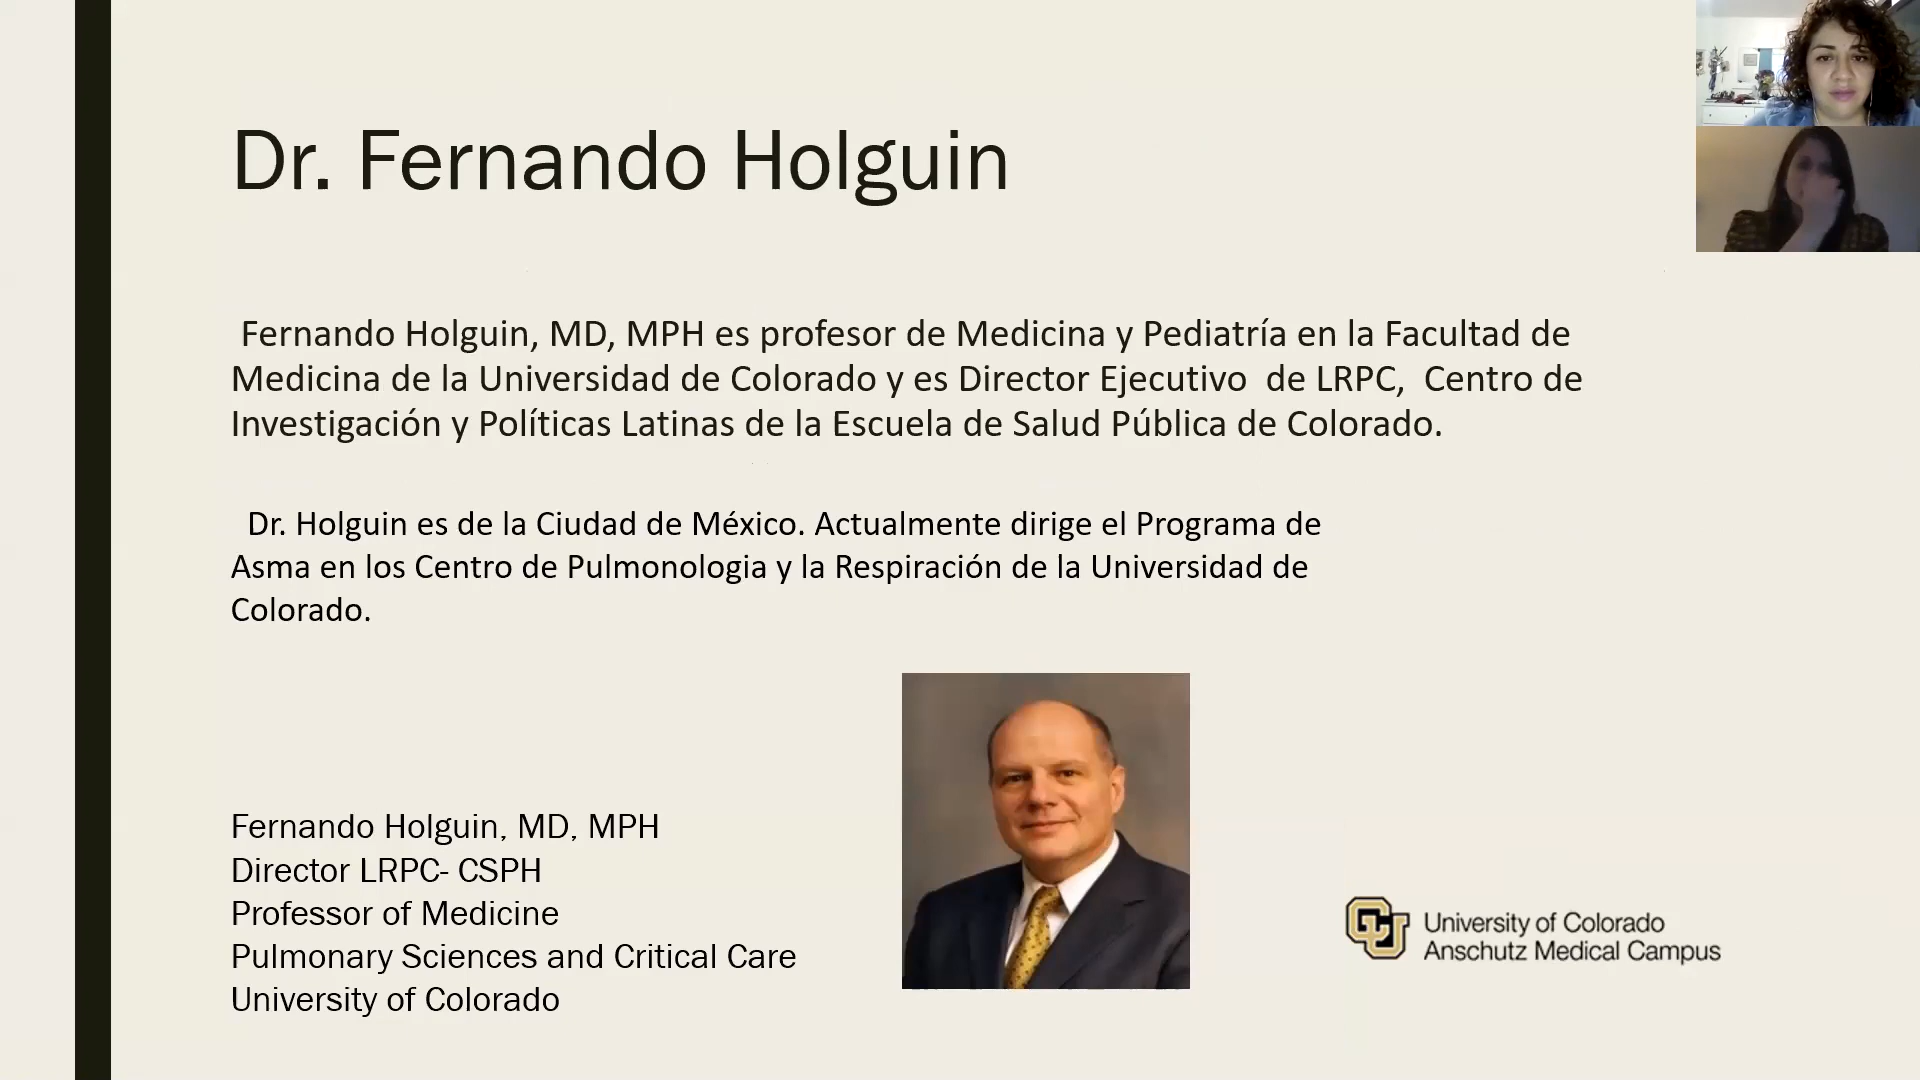 Dr. Fernando Holguin
Fernando Holguin, MD, MPH es profesor de Medicina y Pediatría en la Facultad de
Medicina de la Universidad de Colorado y es Director Ejecutivo de LRPC, Centro de
Investigación y Políticas Latinas de la Escuela de Salud Pública de Colorado.
Dr. Holguin es de la Ciudad de México. Actualmente dirige el Programa de
Asma en los Centro de Pulmonologia y la Respiración de la Universidad de
Colorado.
Fernando Holguin, MD, MPH
Director LRPC- CSPH
Professor of Medicine
Pulmonary Sciences and Critical Care
University of Colorado
CU
University of Colorado
Anschutz Medical Campus